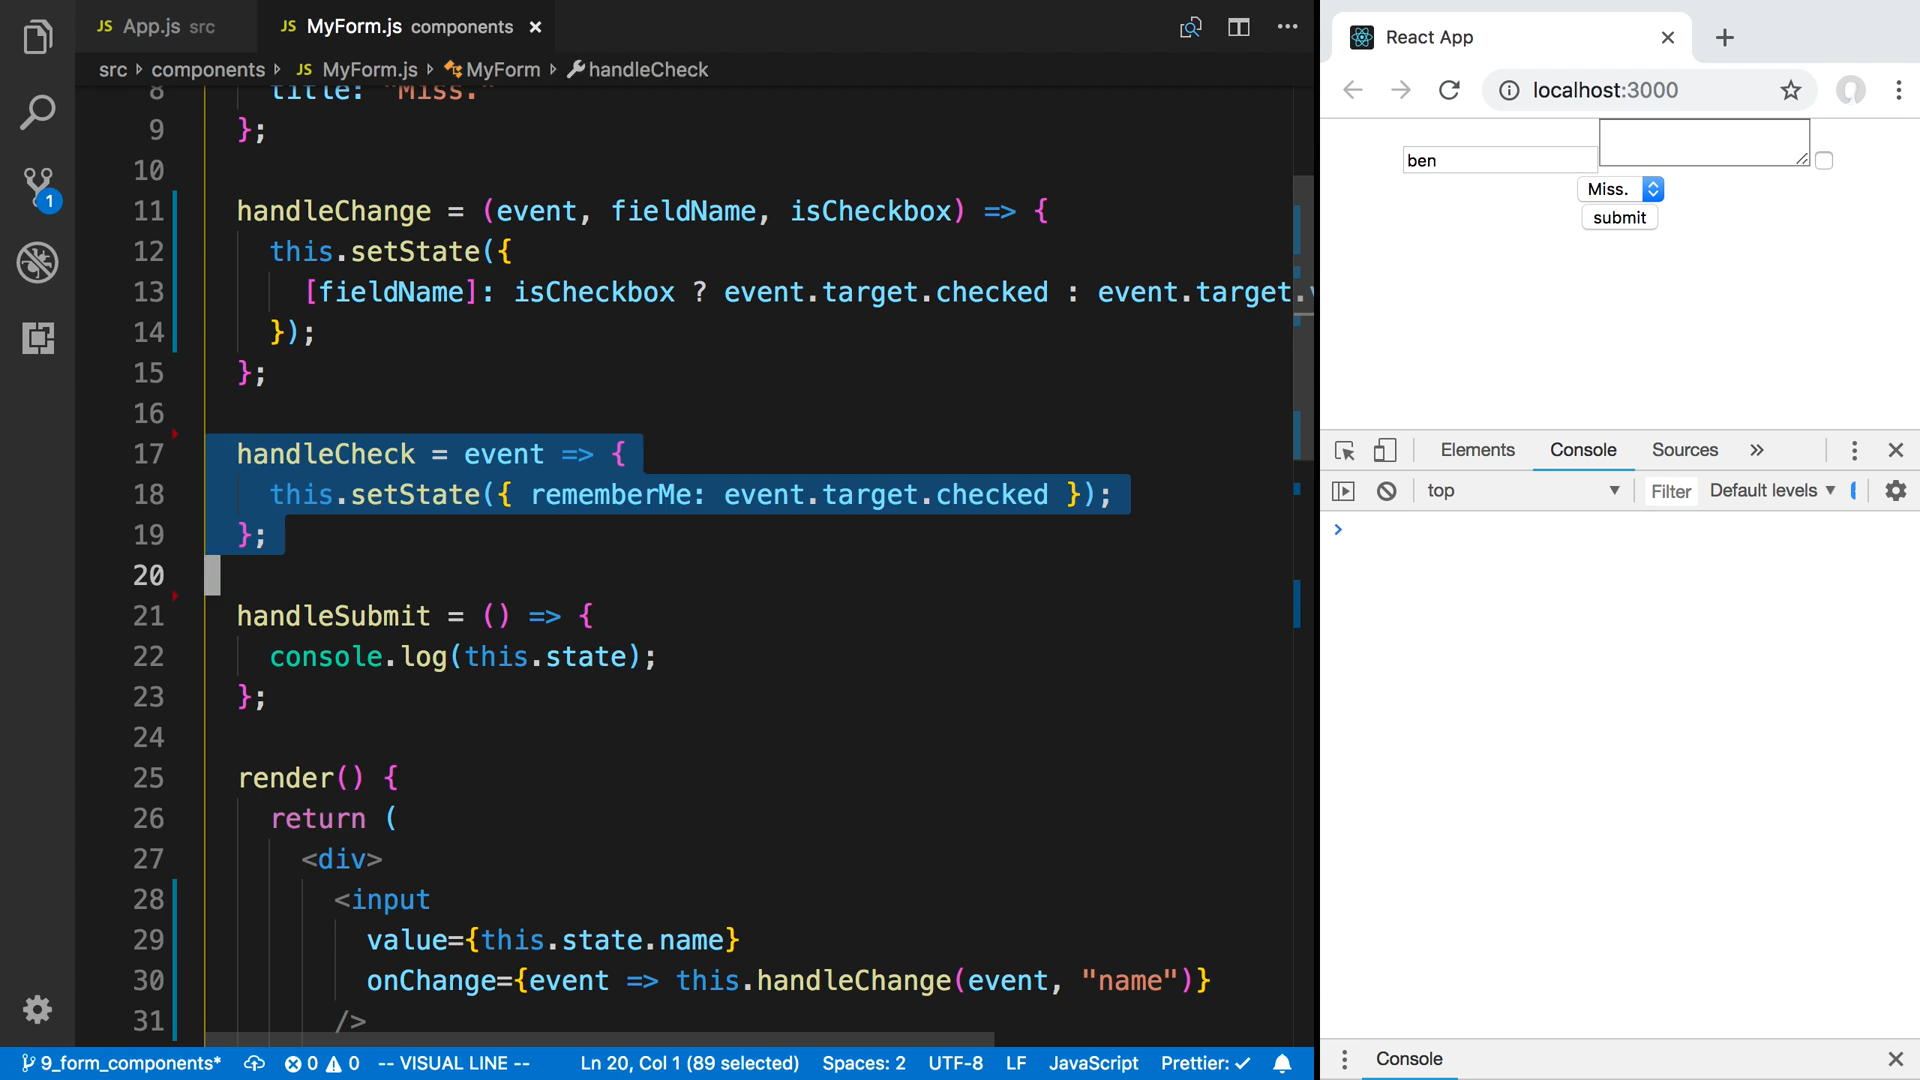 JS App.js src
JS MyForm.js components
src components JS MyForm.js MyForm handleCheck
8 title: "Miss."
9 };
10
11 handleChange = (event, fieldName, isCheckbox) => {
12 this.setState({
13 [fieldName]: isCheckbox ? event.target.checked : event.target.
14 });
15 };
16
17 handleCheck = event => {
18 this.setState({ rememberMe: event.target.checked });
19 };
20
21 handleSubmit = () => {
22 console.log(this.state);
23 };
24
25 render() {
26 return (
27 <div>
28 <input
29 value={this.state.name}
30 onChange={event => this.handleChange(event, "name")}
31 />
1
9_form_components* 0 0 -- VISUAL LINE -- Ln 20, Col 1 (89 selected) Spaces: 2 UTF-8 LF JavaScript Prettier: ✓
React App
localhost:3000
ben
Miss.
submit
Elements Console Sources »
top Filter Default levels
Console